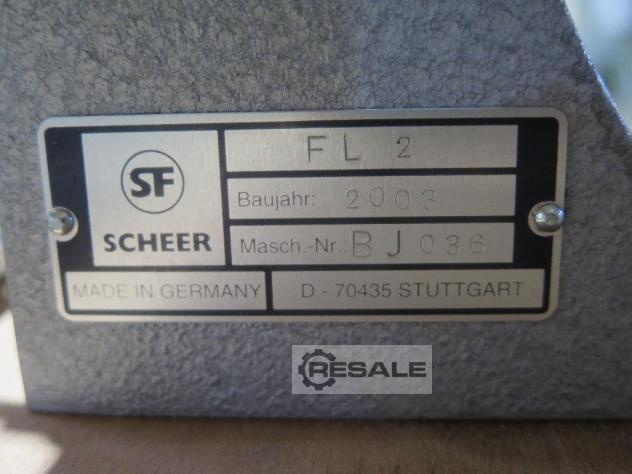 SF
SCHEER
FL 2
Baujahr: 2003
Masch.-Nr.: BJ036
MADE IN GERMANY
D - 70435 STUTTGART
RESALE